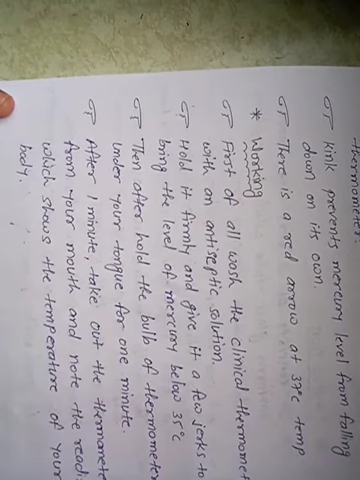 thermometer.
Kink prevents mercury level from falling
down on its own.
There is a red arrow at 37°c temp
* Working
First of all wash the clinical thermomet
with an antiseptic solution.
Hold it firmly and give it a few jerks to
bring the level of mercury below 35°c
Then after hold the bulb of thermometer
under your tongue for one minute.
After 1 minute, take out the thermomete
from your mouth and note the readi
which shows the temperature of your
body.